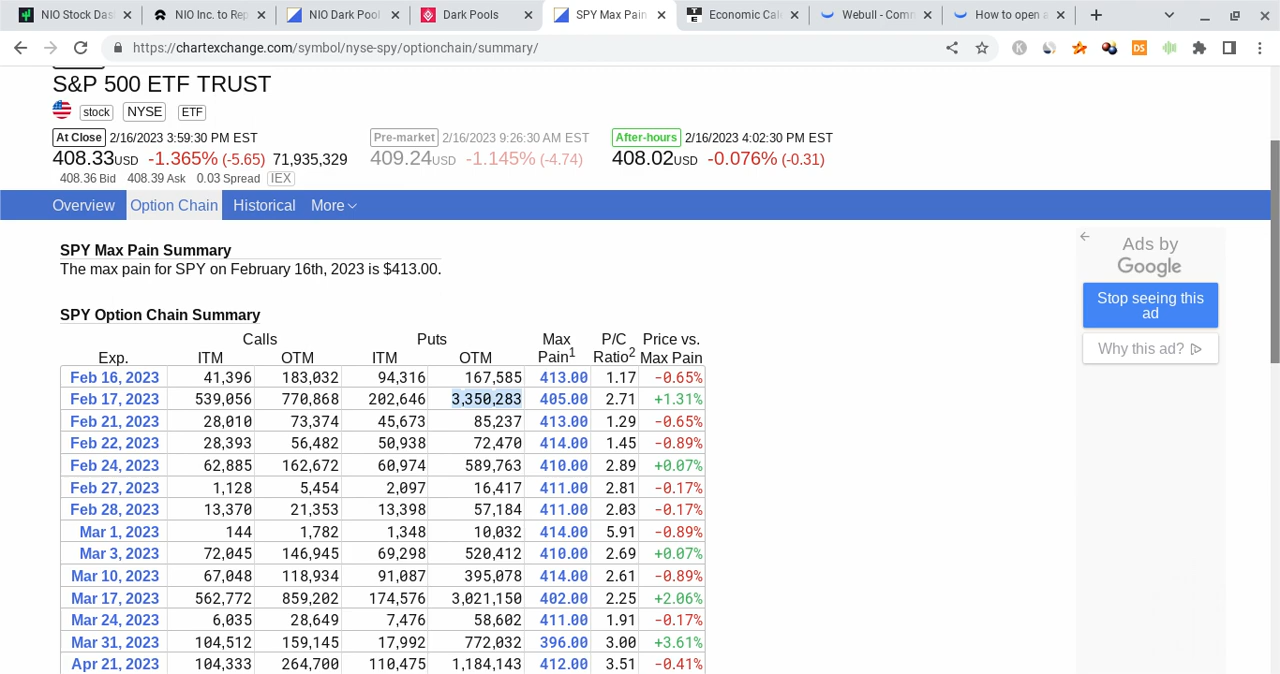 NIO Stock Das
NIO Inc. to Rep
NIO Dark Pool
Dark Pools
SPY Max Pain
Economic Cal
Webull - Comm
How to open a
https://chartexchange.com/symbol/nyse-spy/optionchain/summary/
S&P 500 ETF TRUST
stock NYSE ETF
At Close 2/16/2023 3:59:30 PM EST Pre-market 2/16/2023 9:26:30 AM EST After-hours 2/16/2023 4:02:30 PM EST
408.33USD -1.365% (-5.65) 71,935,329 409.24USD -1.145% (-4.74) 408.02USD -0.076% (-0.31)
408.36 Bid 408.39 Ask 0.03 Spread IEX
Overview Option Chain Historical More
SPY Max Pain Summary
The max pain for SPY on February 16th, 2023 is $413.00.
Ads by
Google
Stop seeing this
ad
Why this ad?
SPY Option Chain Summary
Calls Puts Max P/C Price vs.
Exp. ITM OTM ITM OTM Pain1 Ratio2 Max Pain
Feb 16, 2023 41,396 183,032 94,316 167,585 413.00 1.17 -0.65%
Feb 17, 2023 539,056 770,868 202,646 3,350,283 405.00 2.71 +1.31%
Feb 21, 2023 28,010 73,374 45,673 85,237 413.00 1.29 -0.65%
Feb 22, 2023 28,393 56,482 50,938 72,470 414.00 1.45 -0.89%
Feb 24, 2023 62,885 162,672 60,974 589,763 410.00 2.89 +0.07%
Feb 27, 2023 1,128 5,454 2,097 16,417 411.00 2.81 -0.17%
Feb 28, 2023 13,370 21,353 13,398 57,184 411.00 2.03 -0.17%
Mar 1, 2023 144 1,782 1,348 10,032 414.00 5.91 -0.89%
Mar 3, 2023 72,045 146,945 69,298 520,412 410.00 2.69 +0.07%
Mar 10, 2023 67,048 118,934 91,087 395,078 414.00 2.61 -0.89%
Mar 17, 2023 562,772 859,202 174,576 3,021,150 402.00 2.25 +2.06%
Mar 24, 2023 6,035 28,649 7,476 58,602 411.00 1.91 -0.17%
Mar 31, 2023 104,512 159,145 17,992 772,032 396.00 3.00 +3.61%
Apr 21, 2023 104,333 264,700 110,475 1,184,143 412.00 3.51 -0.41%